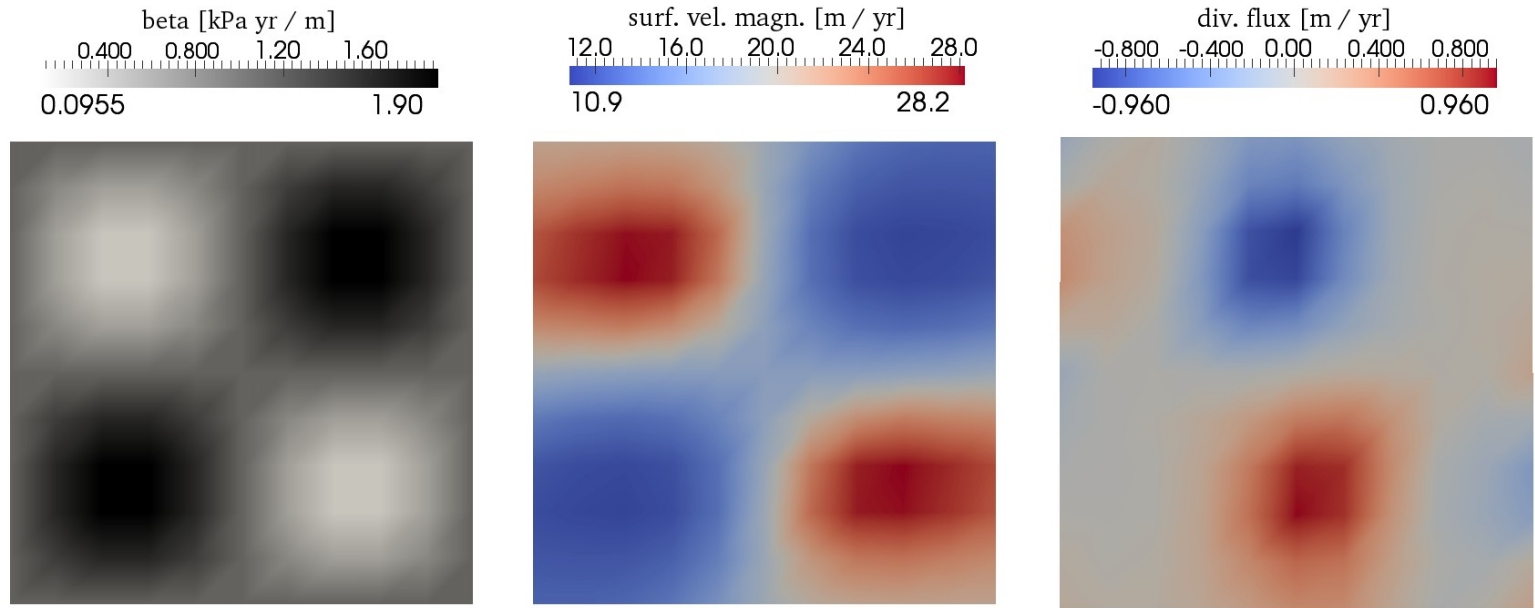 beta [kPa yr / m]
0.400 0.800 1.20 1.60
0.0955 1.90
surf. vel. magn. [m / yr]
12.0 16.0 20.0 24.0 28.0
10.9 28.2
div. flux [m / yr]
-0.800 -0.400 0.00 0.400 0.800
-0.960 0.960